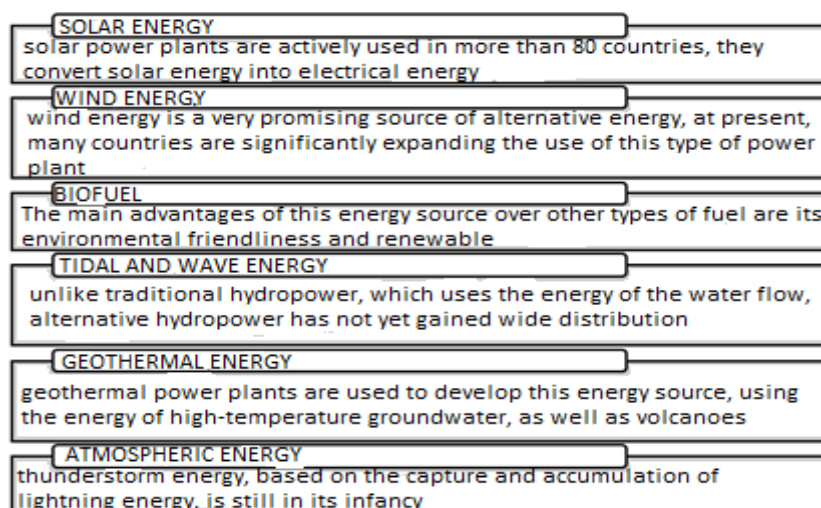 SOLAR ENERGY
solar power plants are actively used in more than 80 countries, they
convert solar energy into electrical energy
WIND ENERGY
wind energy is a very promising source of alternative energy, at present,
many countries are significantly expanding the use of this type of power
plant
BIOFUEL
The main advantages of this energy source over other types of fuel are its
environmental friendliness and renewable
TIDAL AND WAVE ENERGY
unlike traditional hydropower, which uses the energy of the water flow,
alternative hydropower has not yet gained wide distribution
GEOTHERMAL ENERGY
geothermal power plants are used to develop this energy source, using
the energy of high-temperature groundwater, as well as volcanoes
ATMOSPHERIC ENERGY
thunderstorm energy, based on the capture and accumulation of
lightning energy, is still in its infancy